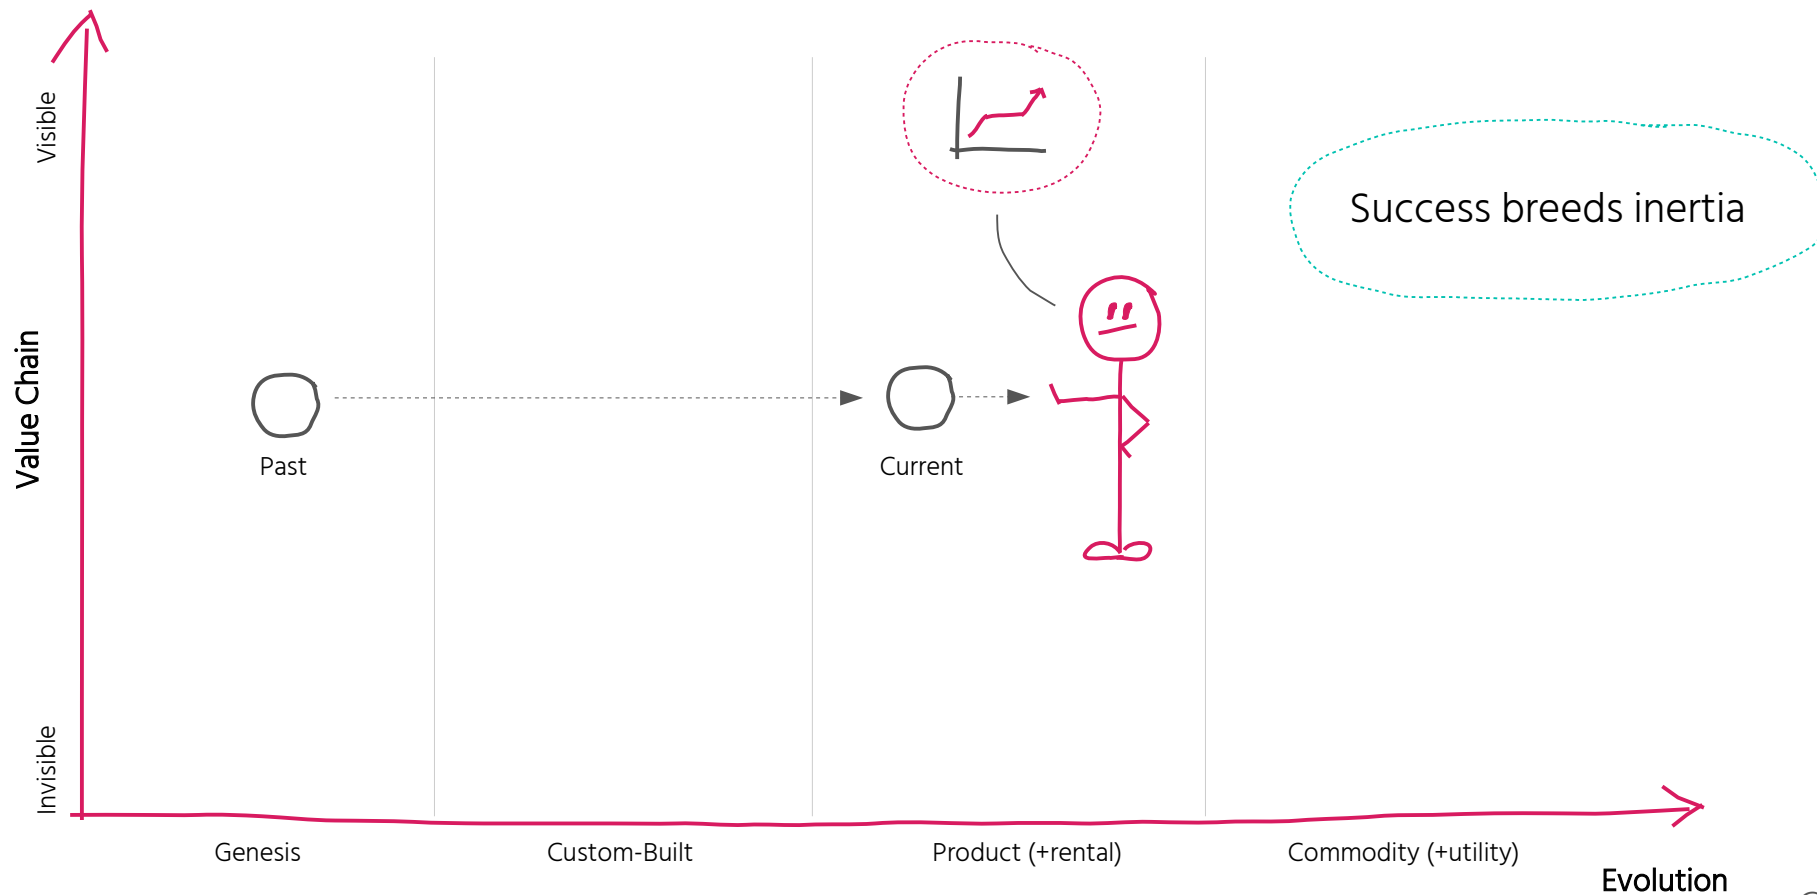 Visible
Success breeds inertia
Value Chain
Past
Current
Invisible
Genesis
Custom-Built
Product (+rental)
Commodity (+utility)
Evolution